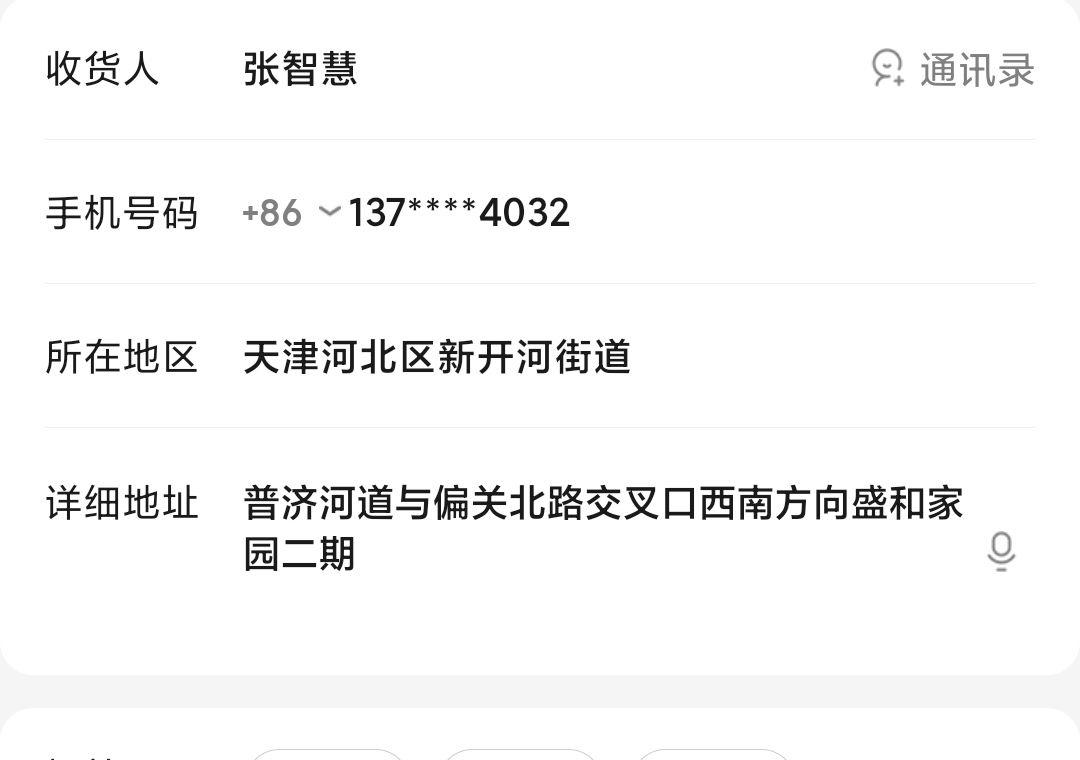 收货人 张智慧 通讯录
手机号码 +86 137****4032
所在地区 天津河北区新开河街道
详细地址 普济河道与偏关北路交叉口西南方向盛和家
园二期